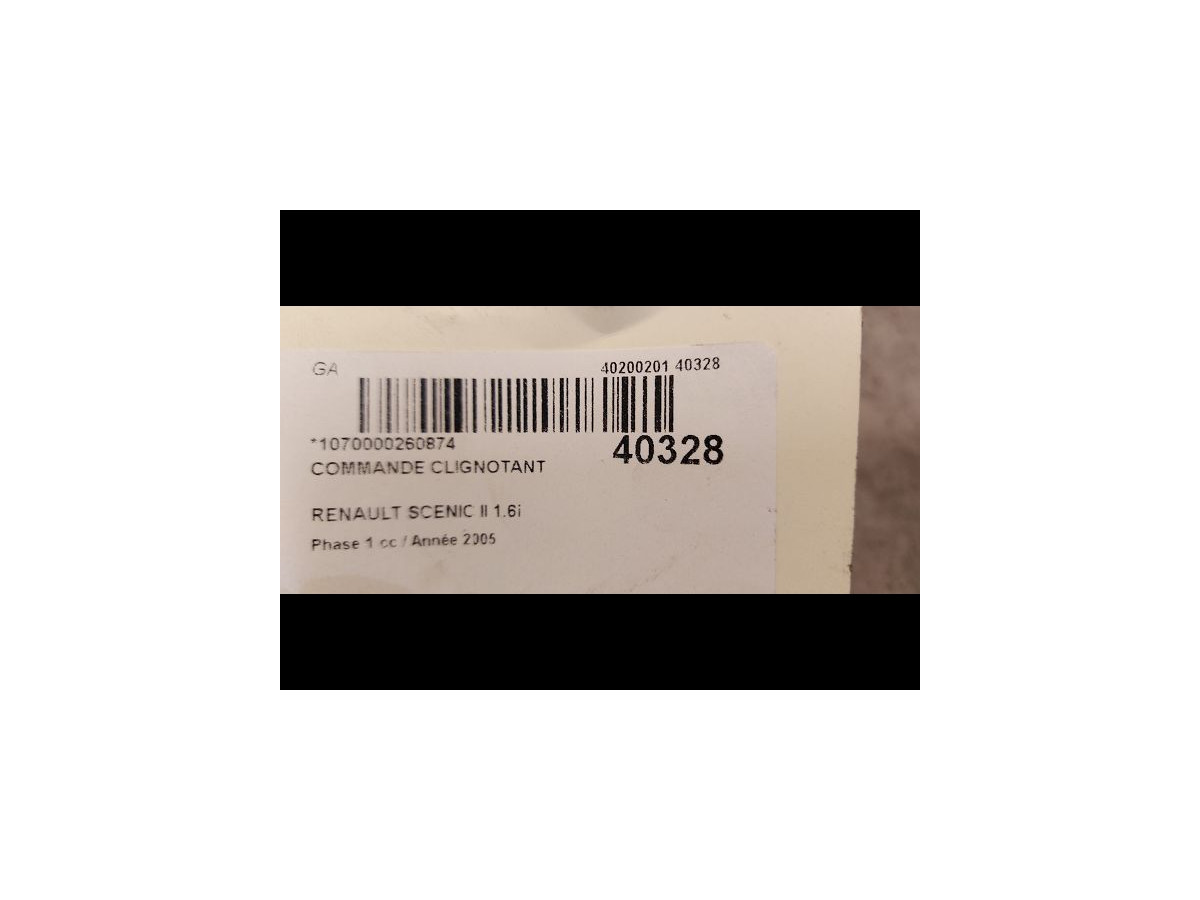 GA 40200201 40328
*1070000260874 40328
COMMANDE CLIGNOTANT
RENAULT SCENIC II 1.6i
Phase 1 cc / Année 2005